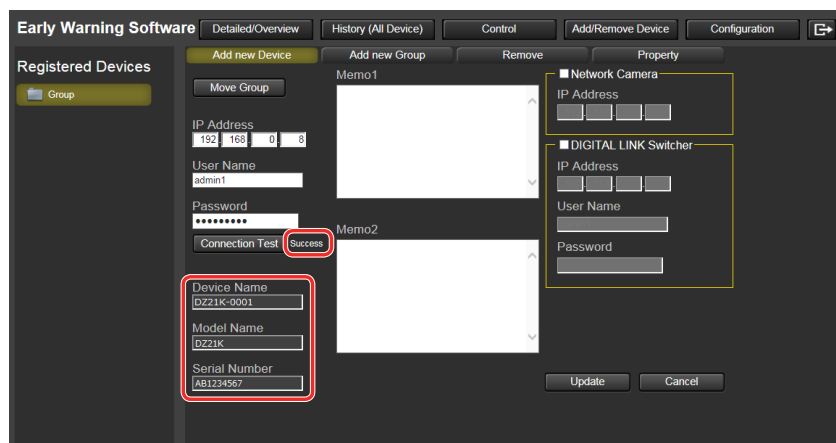 Early Warning Software
Detailed/Overview
History (All Device)
Control
Add/Remove Device
Configuration
Registered Devices
Group
Add new Device
Add new Group
Remove
Property
Move Group
IP Address
192 168 0 8
User Name
admin1
Password
•••••••••
Connection Test
Success
Device Name
DZ21K-0001
Model Name
DZ21K
Serial Number
AB1234567
Memo1
Memo2
Network Camera
IP Address
DIGITAL LINK Switcher
IP Address
User Name
Password
Update
Cancel